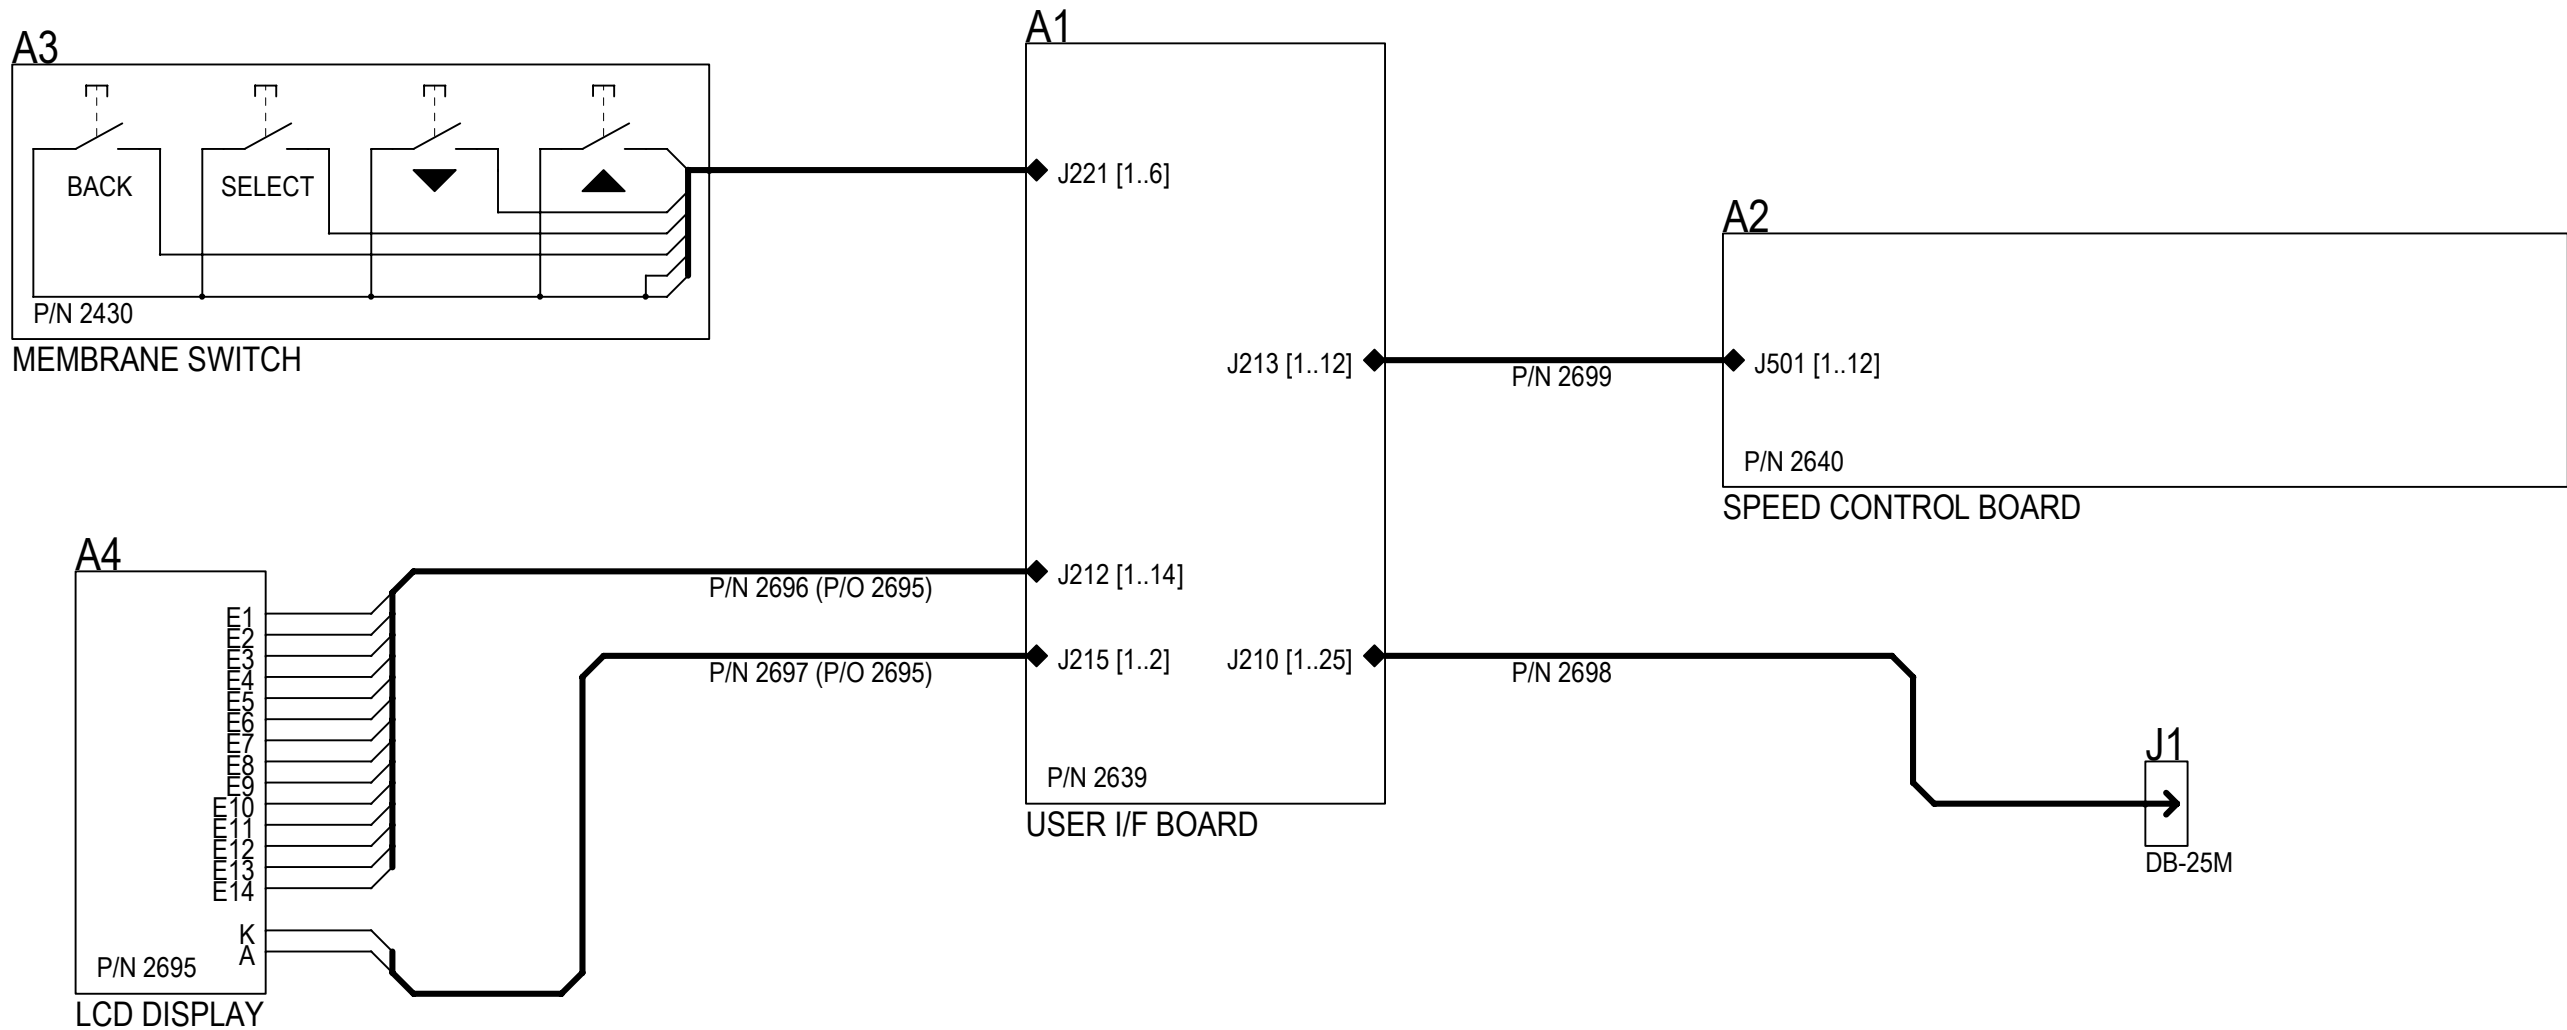 A3
BACK
SELECT
P/N 2430
MEMBRANE SWITCH
A1
J221 [1..6]
J213 [1..12]
J212 [1..14]
J215 [1..2]
J210 [1..25]
P/N 2639
USER I/F BOARD
P/N 2699
A2
J501 [1..12]
P/N 2640
SPEED CONTROL BOARD
A4
E1
E2
E3
E4
E5
E6
E7
E8
E9
E10
E11
E12
E13
E14
K
A
P/N 2695
LCD DISPLAY
P/N 2696 (P/O 2695)
P/N 2697 (P/O 2695)
P/N 2698
J1
DB-25M